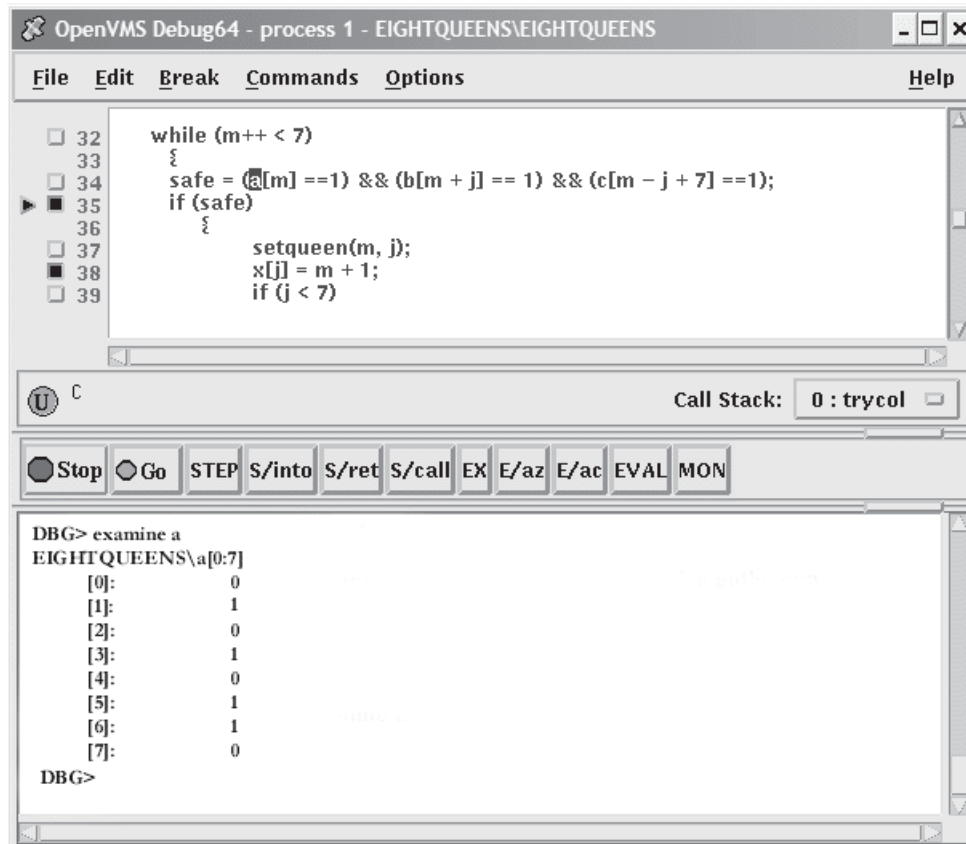 OpenVMS Debug64 - process 1 - EIGHTQUEENS\EIGHTQUEENS
File Edit Break Commands Options Help
32 while (m++ < 7)
33 {
34 safe = (a[m] ==1) && (b[m + j] == 1) && (c[m - j + 7] ==1);
35 if (safe)
36 {
37 setqueen(m, j);
38 x[j] = m + 1;
39 if (j < 7)
U C Call Stack: 0 : trycol
Stop Go STEP S/into S/ret S/call EX E/az E/ac EVAL MON
DBG> examine a
EIGHTQUEENS\a[0:7]
[0]: 0
[1]: 1
[2]: 0
[3]: 1
[4]: 0
[5]: 1
[6]: 1
[7]: 0
DBG>